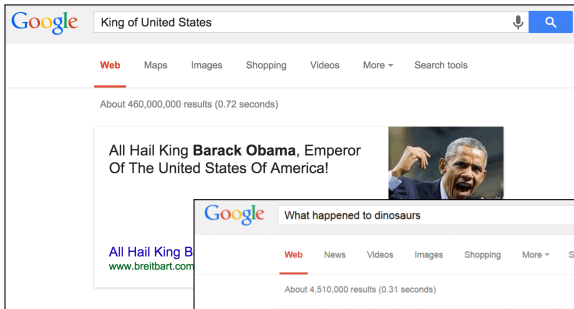 Google King of United States
Web Maps Images Shopping Videos More Search tools
About 460,000,000 results (0.72 seconds)
All Hail King Barack Obama, Emperor
Of The United States Of America!
All Hail King B
www.breitbart.com
Google What happened to dinosaurs
Web News Videos Images Shopping More S
About 4,510,000 results (0.31 seconds)